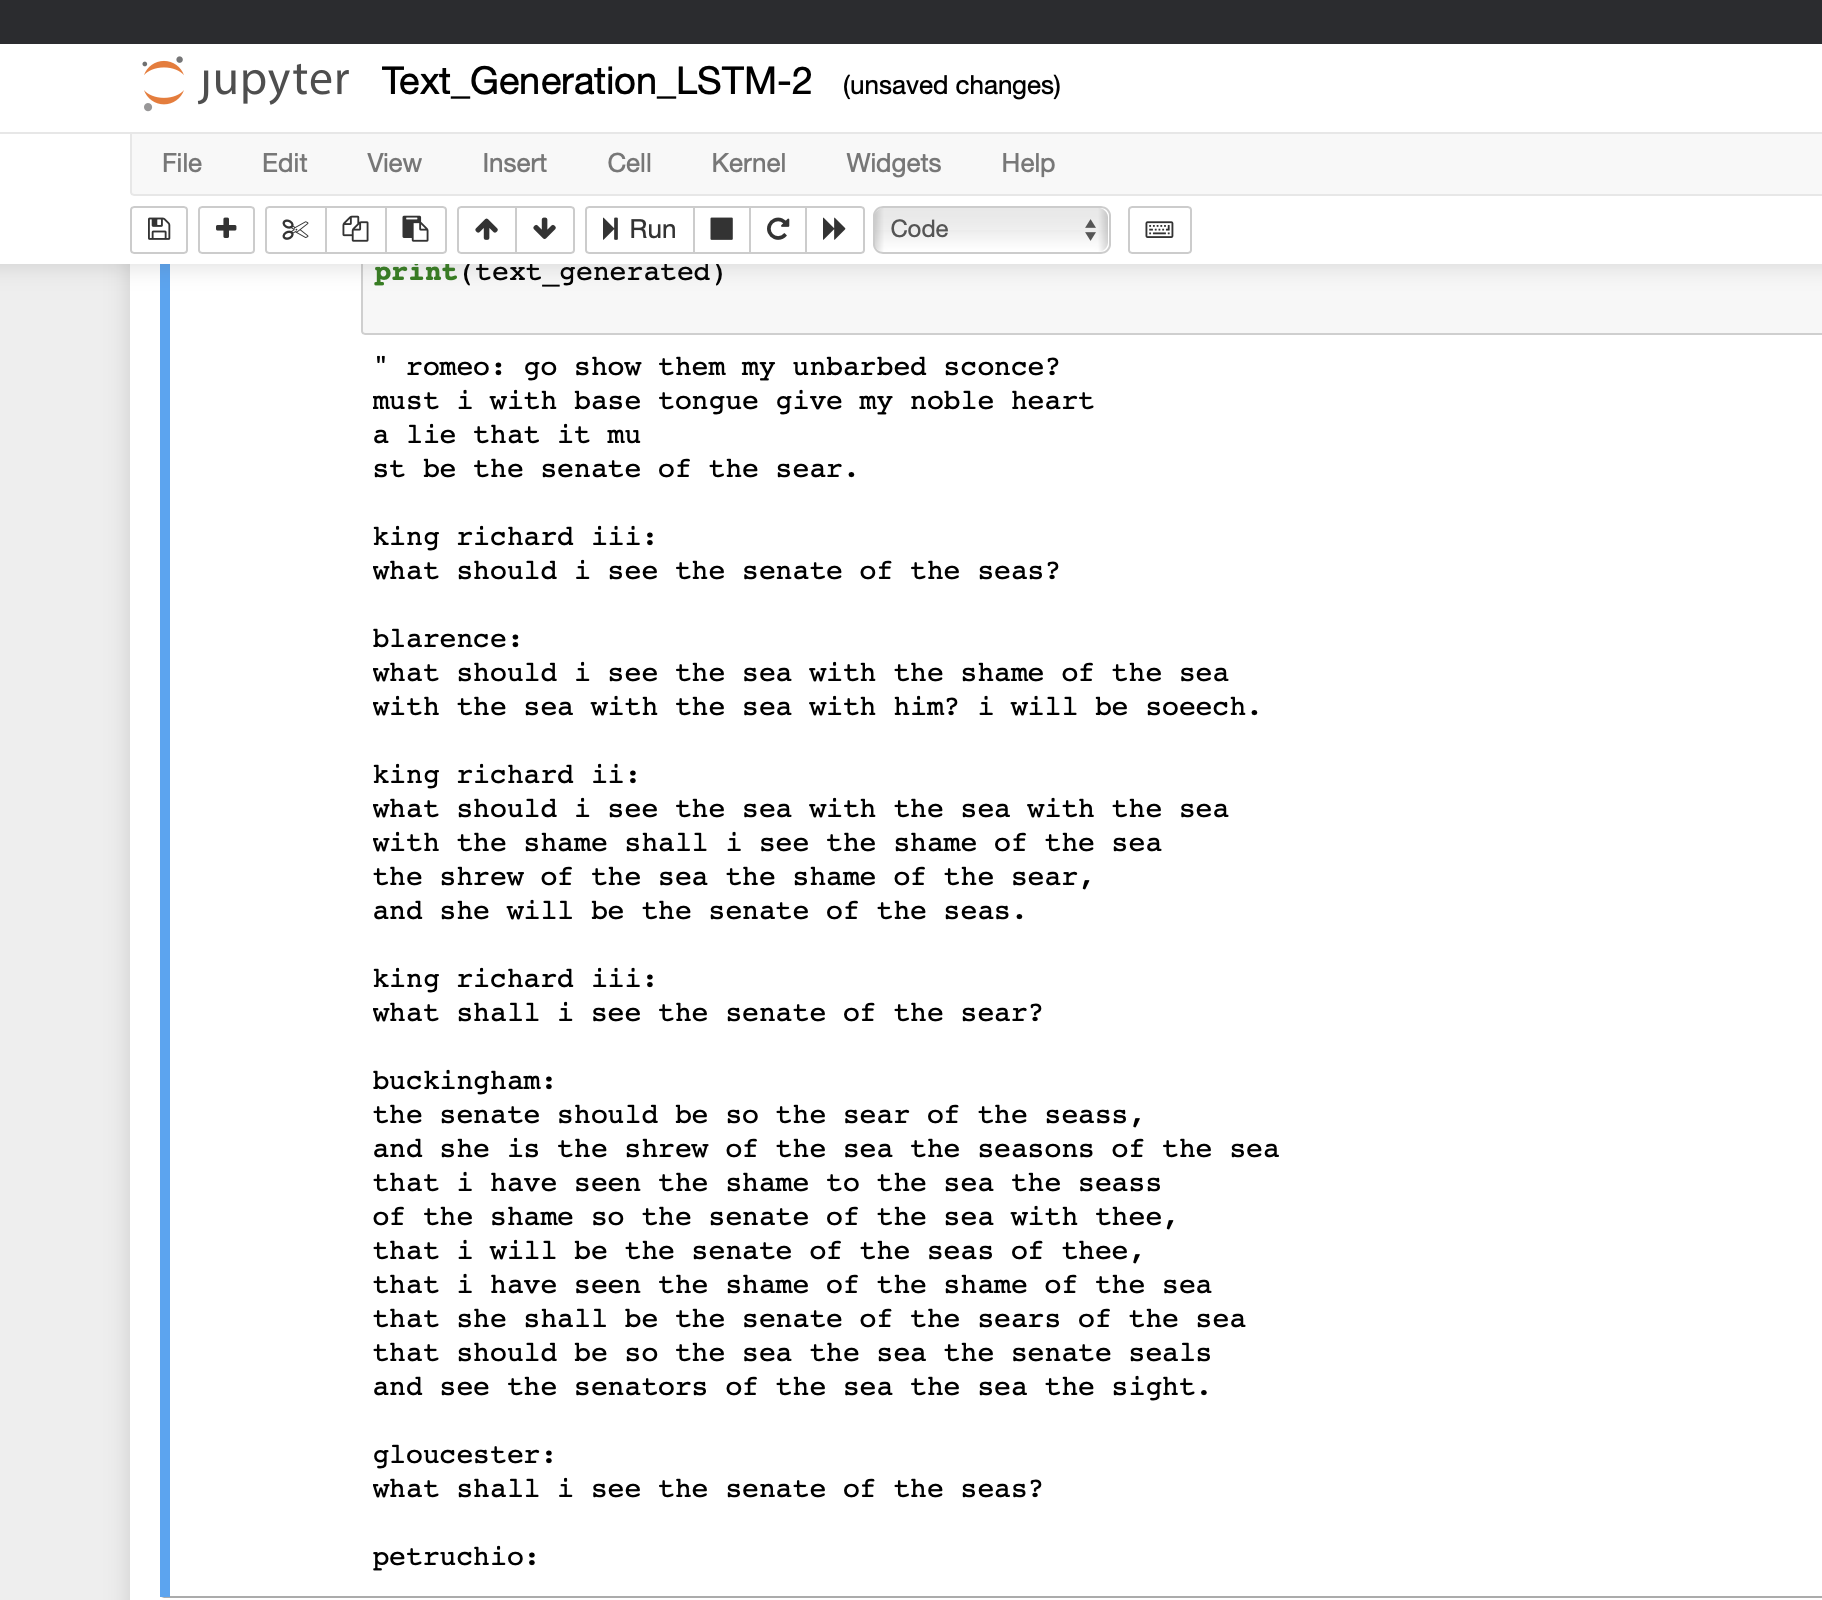 jupyter Text_Generation_LSTM-2 (unsaved changes)
File Edit View Insert Cell Kernel Widgets Help
Run Code
print(text_generated)
" romeo: go show them my unbarbed sconce?
must i with base tongue give my noble heart
a lie that it mu
st be the senate of the sear.
king richard iii:
what should i see the senate of the seas?
blarence:
what should i see the sea with the shame of the sea
with the sea with the sea with him? i will be soeech.
king richard ii:
what should i see the sea with the sea with the sea
with the shame shall i see the shame of the sea
the shrew of the sea the shame of the sear,
and she will be the senate of the seas.
king richard iii:
what shall i see the senate of the sear?
buckingham:
the senate should be so the sear of the seass,
and she is the shrew of the sea the seasons of the sea
that i have seen the shame to the sea the seass
of the shame so the senate of the sea with thee,
that i will be the senate of the seas of thee,
that i have seen the shame of the shame of the sea
that she shall be the senate of the sears of the sea
that should be so the sea the sea the senate seals
and see the senators of the sea the sea the sight.
gloucester:
what shall i see the senate of the seas?
petruchio: